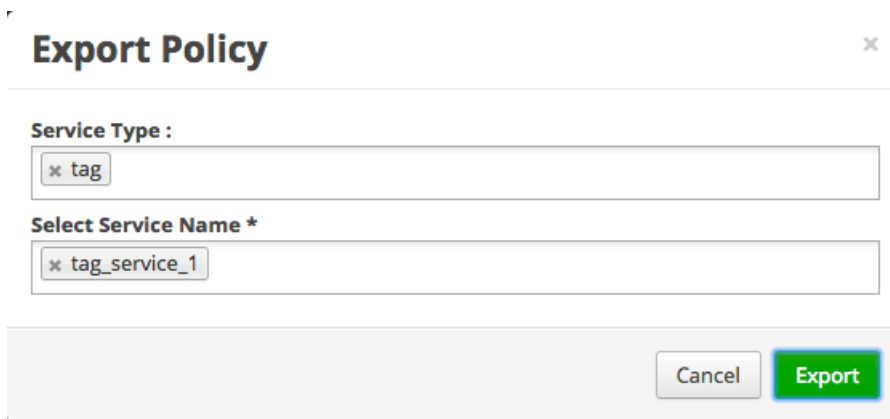 Export Policy
×
Service Type :
× tag
Select Service Name *
× tag_service_1
Cancel Export